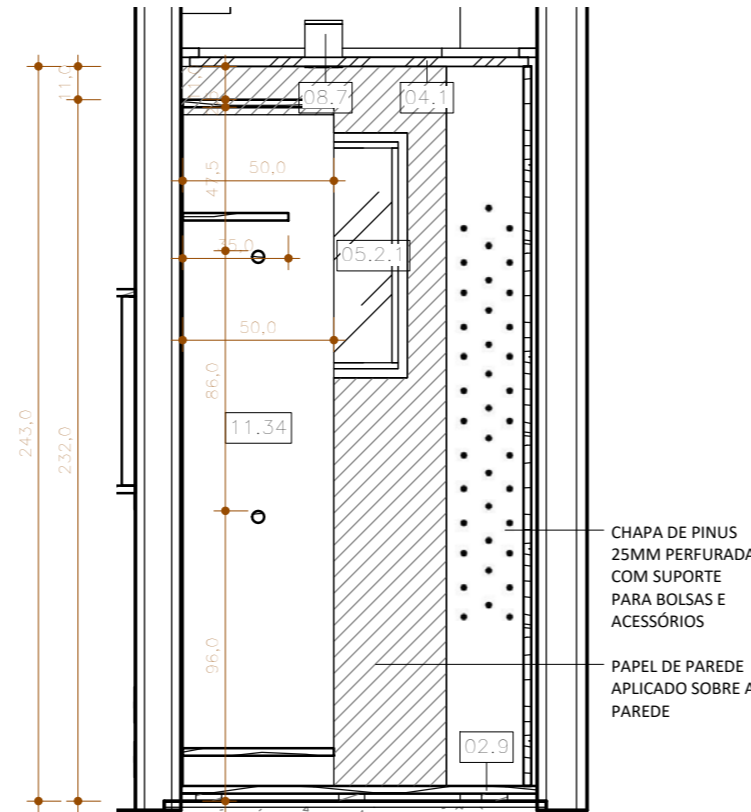 08.7
04.1
11,0
11,0
47,5
50,0
05.2.1
35,0
50,0
86,0
11.34
243,0
232,0
CHAPA DE PINUS
25MM PERFURADA
COM SUPORTE
PARA BOLSAS E
ACESSÓRIOS
96,0
PAPEL DE PAREDE
APLICADO SOBRE A
PAREDE
02.9